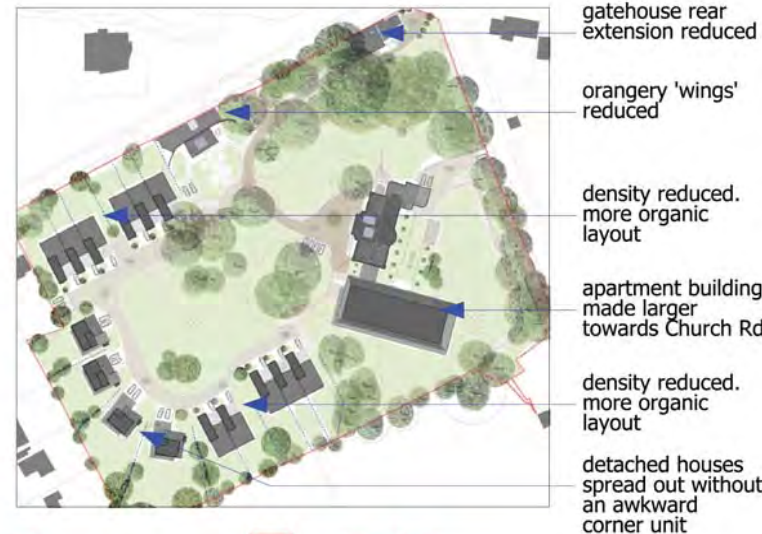 gatehouse rear
extension reduced
orangery 'wings'
reduced
density reduced.
more organic
layout
apartment building
made larger
towards Church Rd
density reduced.
more organic
layout
detached houses
spread out without
an awkward
corner unit